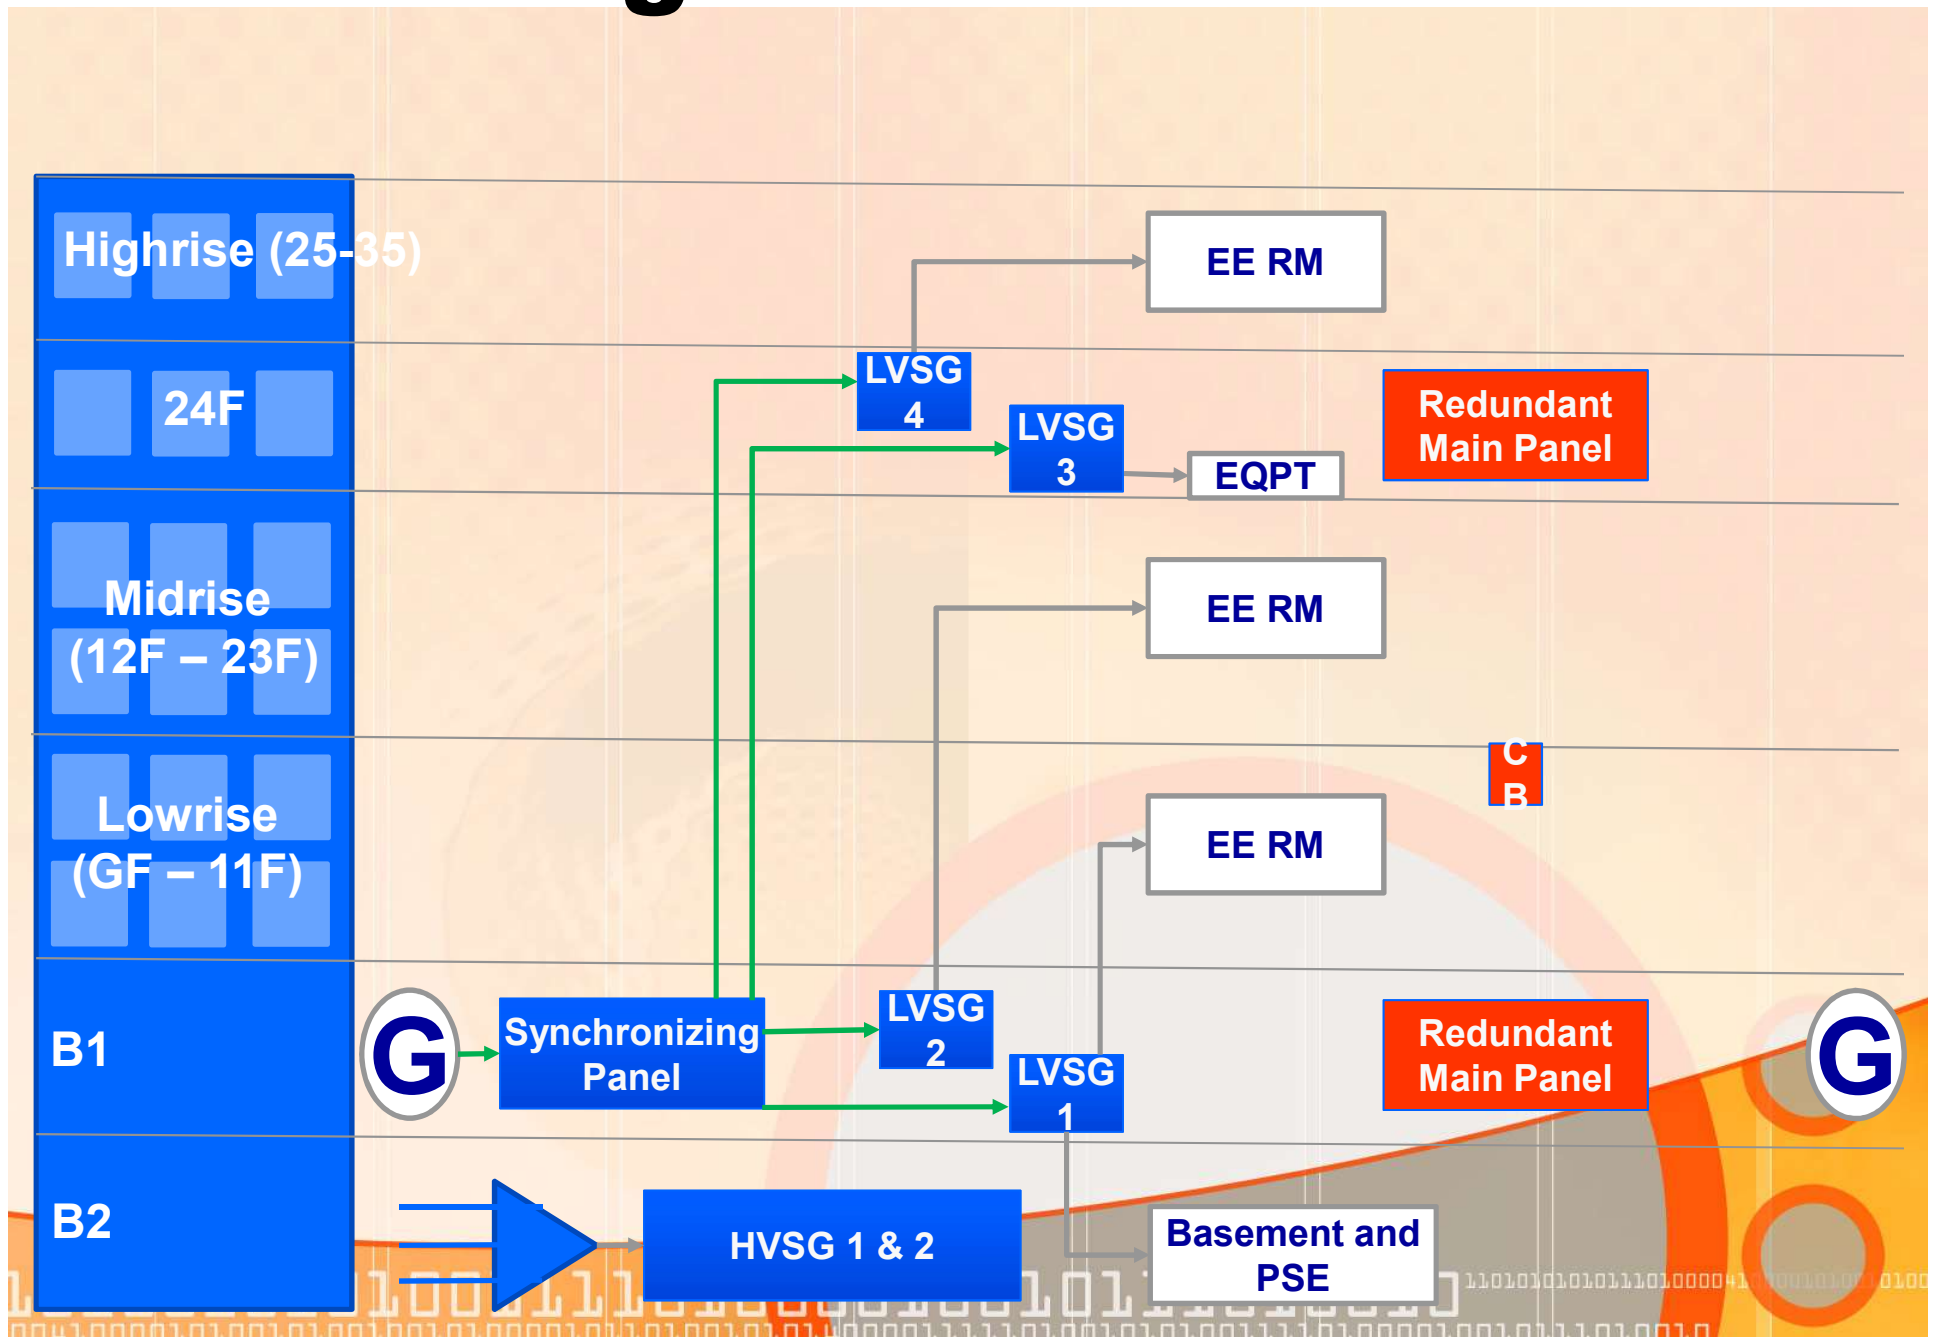 g
Highrise (25-35)
EE RM
24F
LVSG
4
LVSG
3
EQPT
Redundant
Main Panel
Midrise
(12F – 23F)
EE RM
C
B
Lowrise
(GF – 11F)
EE RM
B1
G
Synchronizing
Panel
LVSG
2
LVSG
1
Redundant
Main Panel
G
B2
HVSG 1 & 2
Basement and
PSE